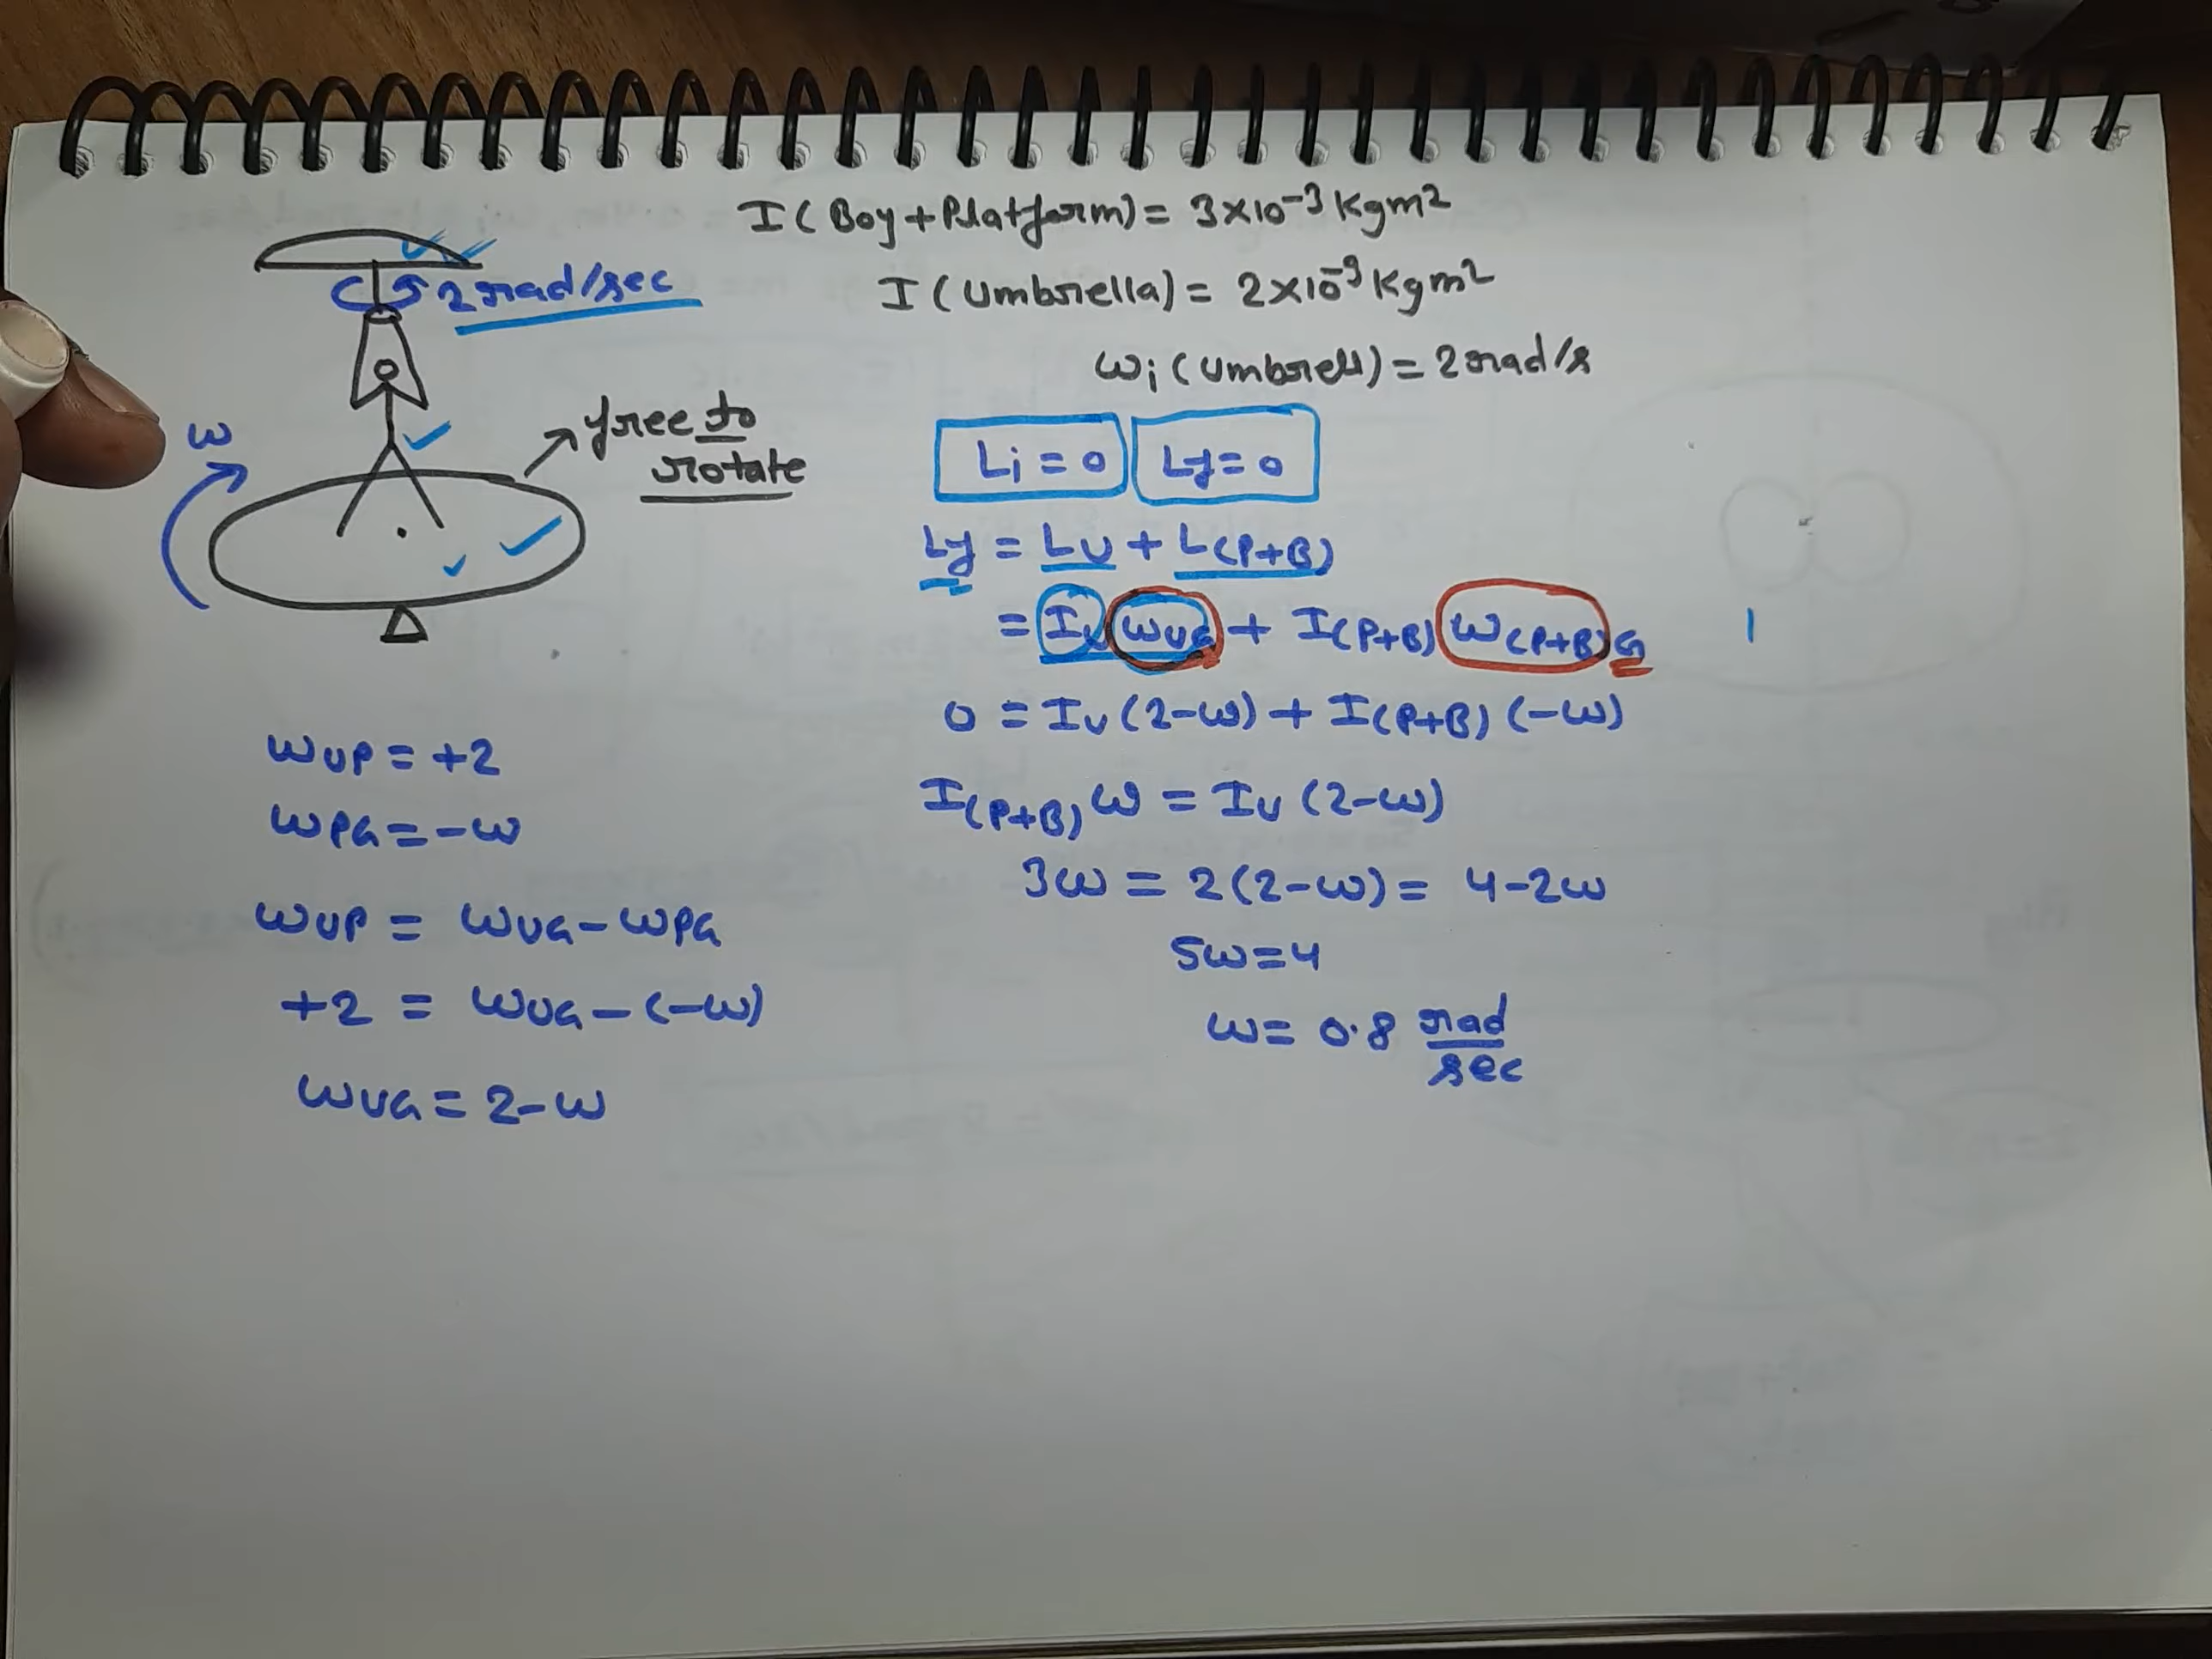 I(Boy+Platform) = 3×10⁻³ Kgm²
I(Umbrella) = 2×10⁻³ Kgm²
ωi (Umbrell) = 2 rad/s
2 rad/sec
free to
rotate
ω
Li = 0 Lf = 0
Lf = LU + L(P+B)
= IU ωUG + I(P+B) ω(P+B)G
0 = IU (2-ω) + I(P+B) (-ω)
I(P+B) ω = IU (2-ω)
3ω = 2(2-ω) = 4-2ω
5ω = 4
ω = 0.8 rad/sec
ωUP = +2
ωPG = -ω
ωUP = ωUG - ωPG
+2 = ωUG - (-ω)
ωUG = 2-ω